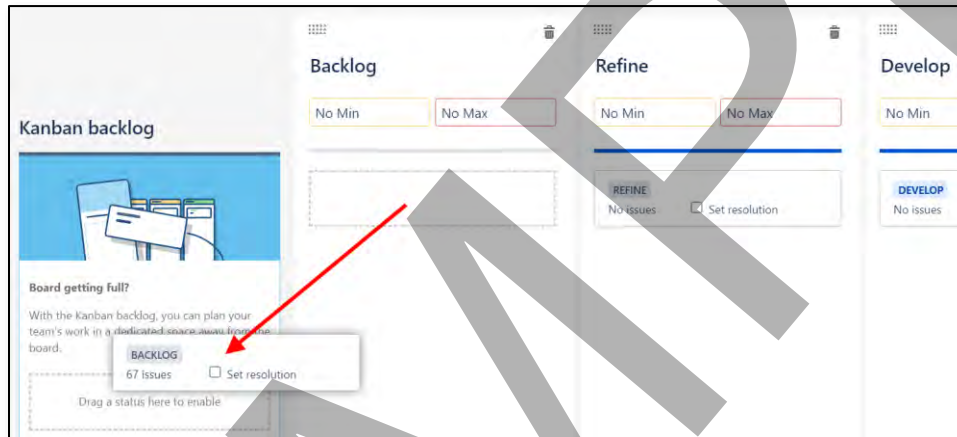 Backlog
Refine
Develop
No Min
No Max
No Min
No Max
No Min
Kanban backlog
REFINE
No issues
Set resolution
DEVELOP
No issues
Board getting full?
With the Kanban backlog, you can plan your
team's work in a dedicated space away from the
board.
BACKLOG
67 issues
Set resolution
Drag a status here to enable